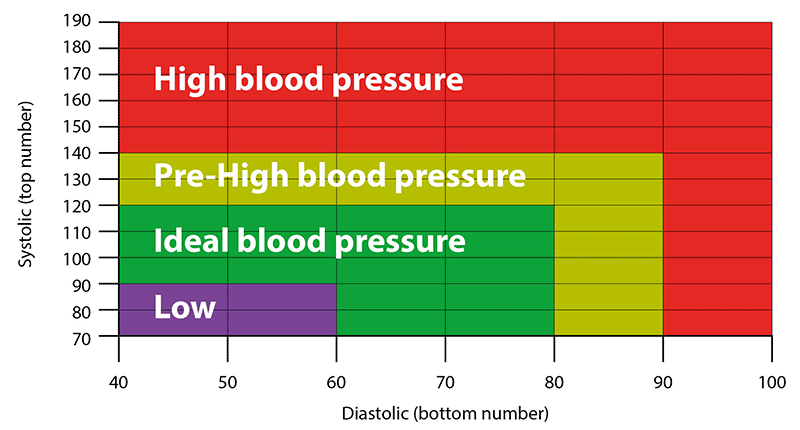 190
180
170
160
150
140
130
120
110
100
90
80
70
Systolic (top number)
High blood pressure
Pre-High blood pressure
Ideal blood pressure
Low
40 50 60 70 80 90 100
Diastolic (bottom number)